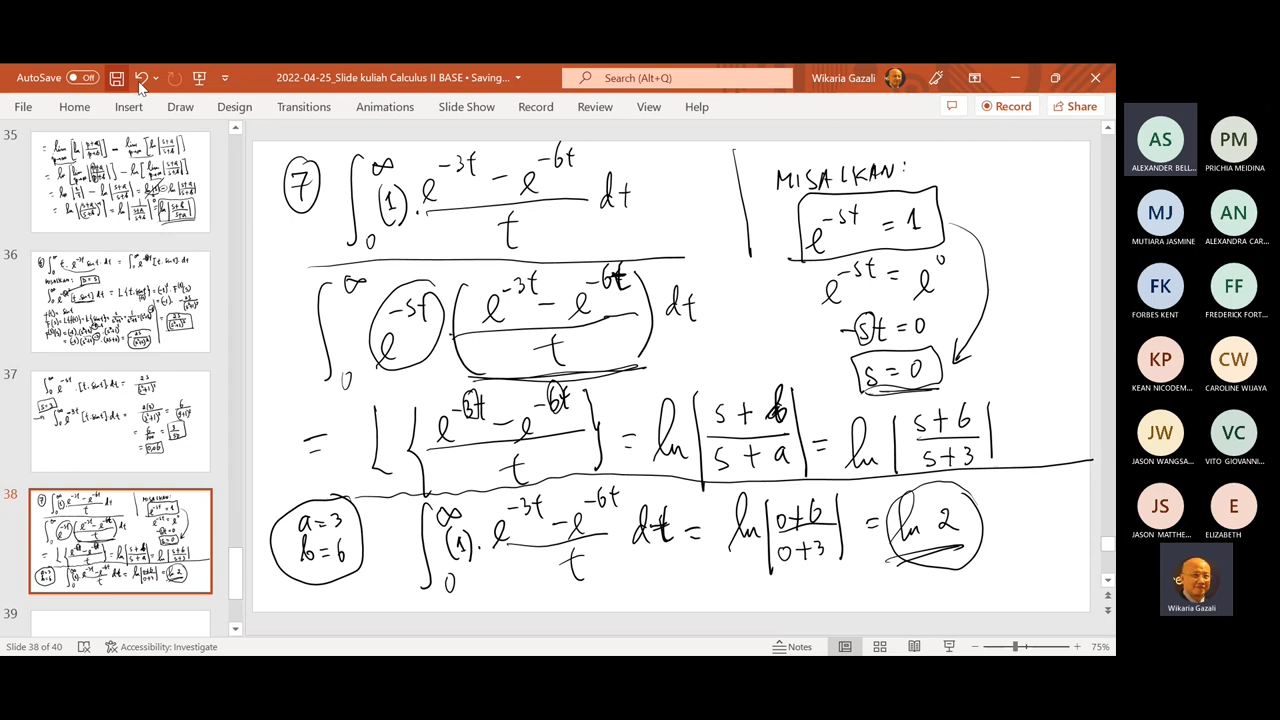 AutoSave Off 2022-04-25_Slide kuliah Calculus II BASE • Saving... Search (Alt+Q) Wikaria Gazali
File Home Insert Draw Design Transitions Animations Slide Show Record Review View Help Record Share
35
36
37
38
39
7 ∫₀^∞ (1). (e^{-3t} - e^{-6t})/t dt
MISALKAN:
e^{-st} = 1
e^{-st} = e^0
-st = 0
s = 0
∫₀^∞ e^{-st} ((e^{-3t} - e^{-6t})/t) dt
= L{(e^{-3t} - e^{-6t})/t} = ln|(s+b)/(s+a)| = ln|(s+6)/(s+3)|
a = 3
b = 6
∫₀^∞ (1). (e^{-3t} - e^{-6t})/t dt = ln|(0+6)/(0+3)| = ln 2
Slide 38 of 40 Accessibility: Investigate Notes 75%
AS PM
ALEXANDER BELL... PRICHIA MEIDINA
MJ AN
MUTIARA JASMINE ALEXANDRA CAR...
FK FF
FORBES KENT FREDERICK FORT...
KP CW
KEAN NICODEM... CAROLINE WIJAYA
JW VC
JASON WANGSA... VITO GIOVANNI...
JS E
JASON MATTHE... ELIZABETH
Wikaria Gazali